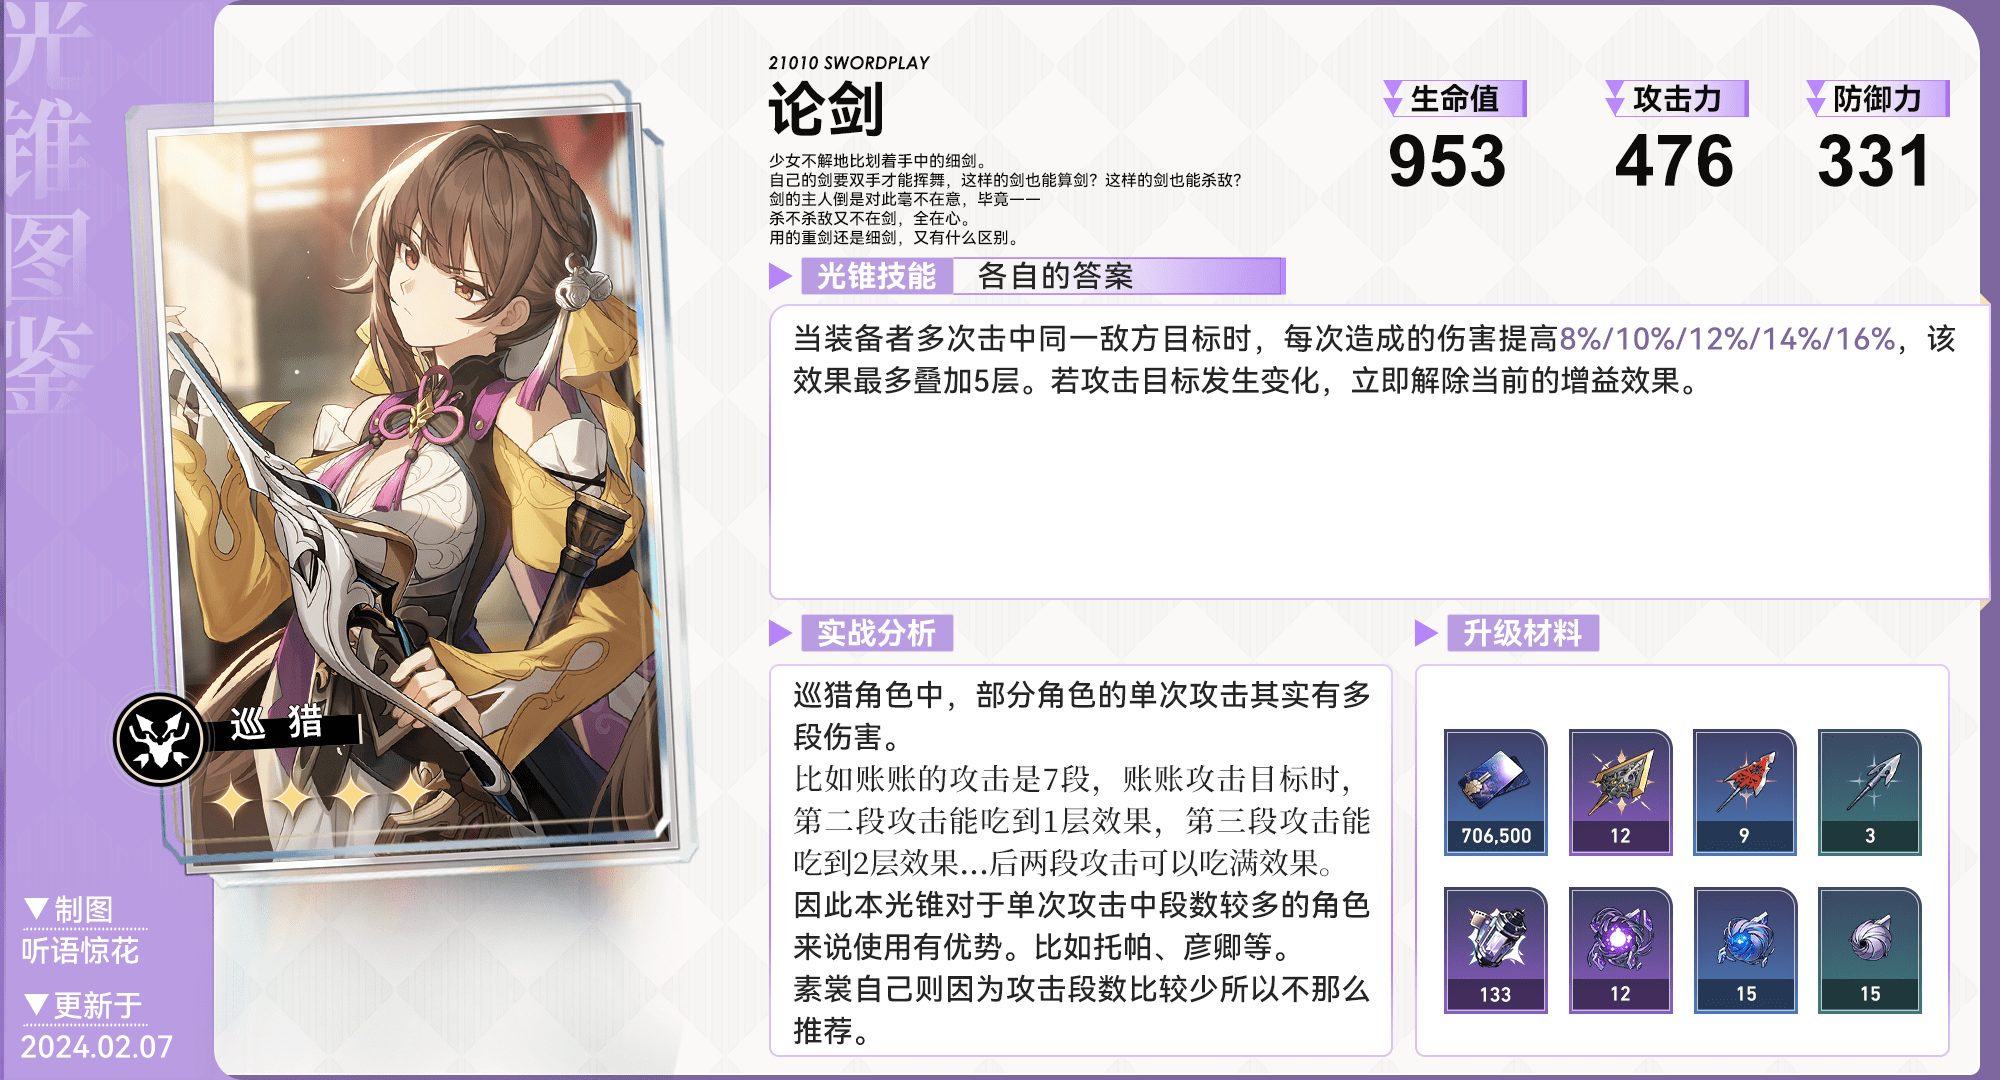 光锥图鉴
21010 SWORDPLAY
论剑
少女不解地比划着手中的细剑。
自己的剑要双手才能挥舞，这样的剑也能算剑？这样的剑也能杀敌？
剑的主人倒是对此毫不在意，毕竟——
杀不杀敌又不在剑，全在心。
用的重剑还是细剑，又有什么区别。
生命值
953
攻击力
476
防御力
331
光锥技能
各自的答案
当装备者多次击中同一敌方目标时，每次造成的伤害提高8%/10%/12%/14%/16%，该
效果最多叠加5层。若攻击目标发生变化，立即解除当前的增益效果。
巡猎
实战分析
巡猎角色中，部分角色的单次攻击其实有多
段伤害。
比如账账的攻击是7段，账账攻击目标时，
第二段攻击能吃到1层效果，第三段攻击能
吃到2层效果...后两段攻击可以吃满效果。
因此本光锥对于单次攻击中段数较多的角色
来说使用有优势。比如托帕、彦卿等。
素裳自己则因为攻击段数比较少所以不那么
推荐。
升级材料
706,500
12
9
3
133
12
15
15
▼制图
听语惊花
▼更新于
2024.02.07